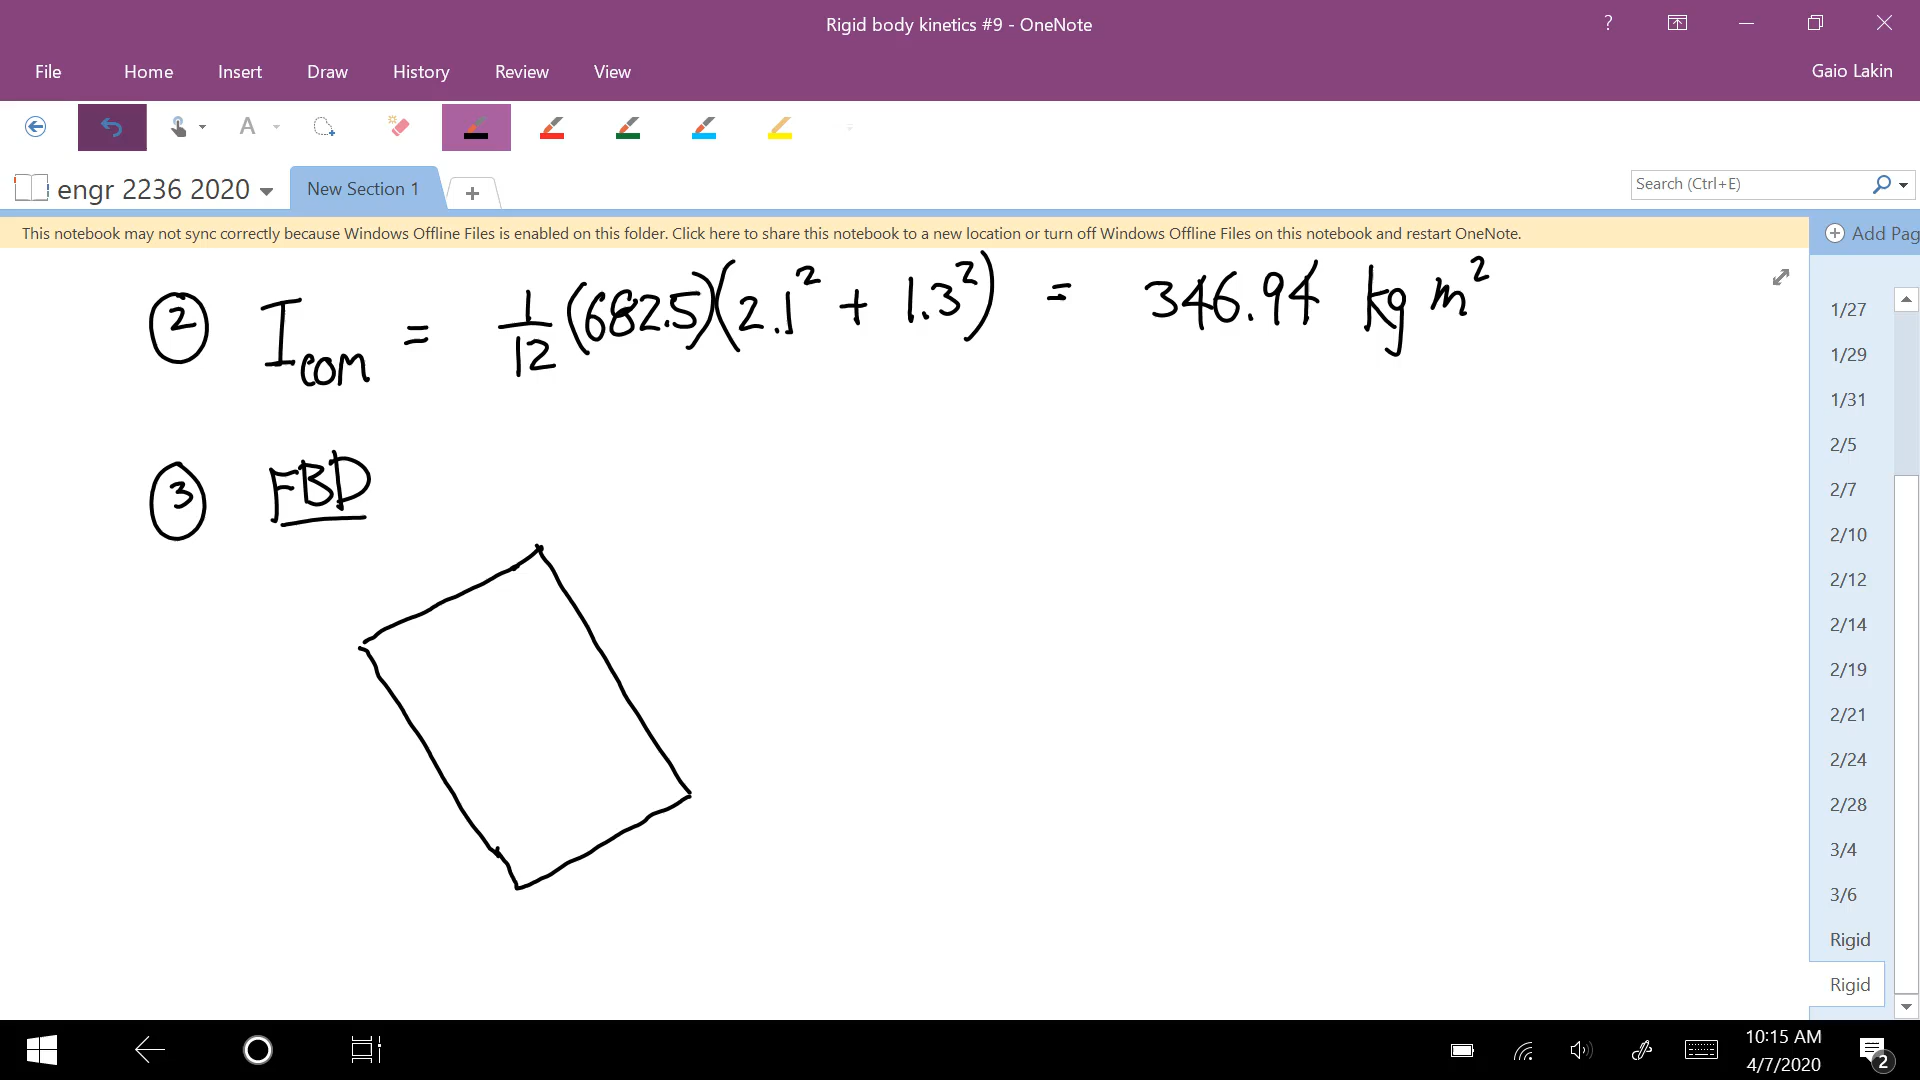 Rigid body kinetics #9 - OneNote
?
File Home Insert Draw History Review View
Gaio Lakin
A
engr 2236 2020
New Section 1
+
Search (Ctrl+E)
This notebook may not sync correctly because Windows Offline Files is enabled on this folder. Click here to share this notebook to a new location or turn off Windows Offline Files on this notebook and restart OneNote.
Add Pag
② I_com = 1/12 (682.5)(2.1² + 1.3²) = 346.94 kg m²
③ FBD
1/27
1/29
1/31
2/5
2/7
2/10
2/12
2/14
2/19
2/21
2/24
2/28
3/4
3/6
Rigid
Rigid
10:15 AM
4/7/2020
2